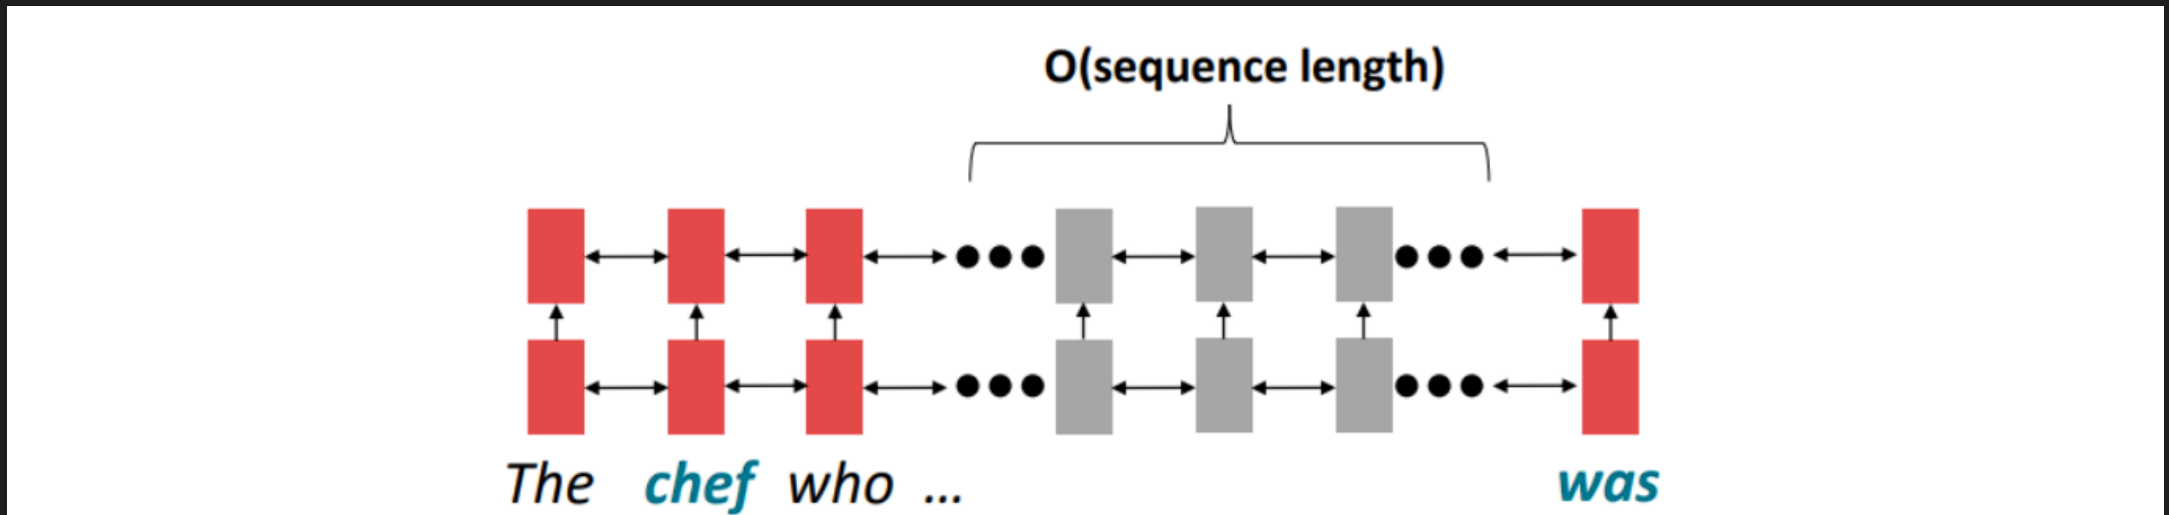 O(sequence length)
The chef who ... was